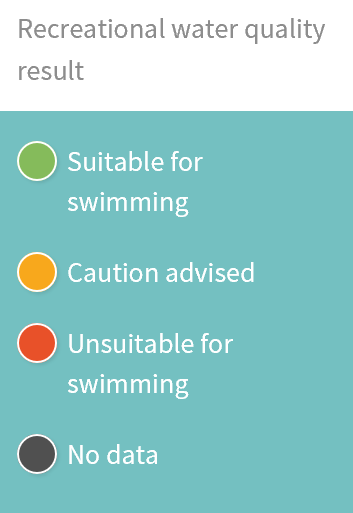 Recreational water quality
result
Suitable for
swimming
Caution advised
Unsuitable for
swimming
No data